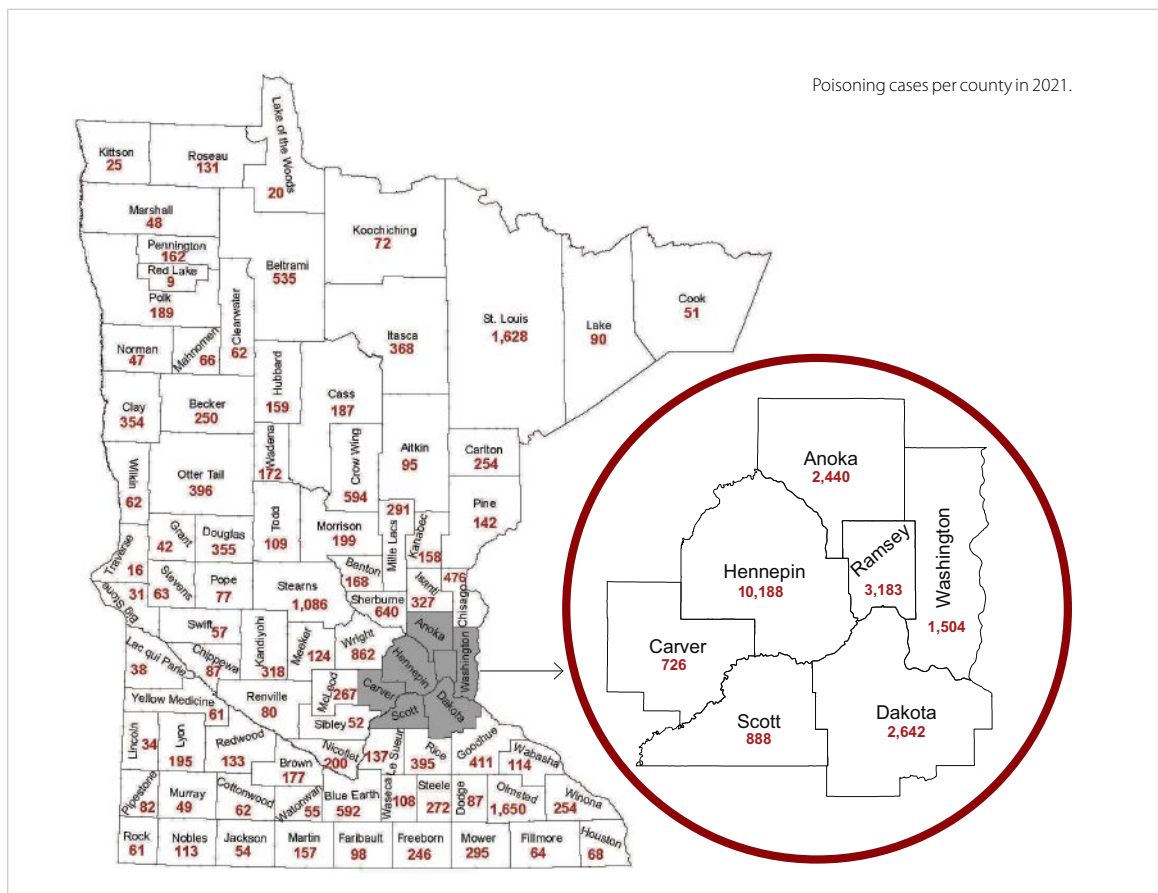 Poisoning cases per county in 2021.
Kittson
25
Roseau
131
Lake of the Woods
20
Marshall
48
Pennington
162
Red Lake
9
Polk
189
Beltrami
535
Clearwater
62
Koochiching
72
St. Louis
1,628
Lake
90
Cook
51
Itasca
368
Norman
47
Mahnomen
66
Hubbard
159
Cass
187
Clay
354
Becker
250
Wadena
172
Crow Wing
594
Aitkin
95
Carlton
254
Wilkin
62
Otter Tail
396
Todd
109
Morrison
199
Mille Lacs
291
Kanabec
158
Pine
142
Grant
42
Douglas
355
Traverse
16
Stevens
63
Pope
77
Stearns
1,086
Benton
168
Isanti
327
Chisago
476
Sherburne
640
Big Stone
31
Swift
57
Kandiyohi
318
Meeker
124
Wright
862
Anoka
Hennepin
Washington
Carver
Scott
Dakota
Lac qui Parle
38
Chippewa
87
McLeod
267
Renville
80
Yellow Medicine
61
Sibley
52
Lincoln
34
Lyon
195
Redwood
133
Brown
177
Nicollet
200
Le Sueur
137
Rice
395
Goodhue
411
Wabasha
114
Pipestone
82
Murray
49
Cottonwood
62
Watonwan
55
Blue Earth
592
Waseca
108
Steele
272
Dodge
87
Olmsted
1,650
Winona
254
Rock
61
Nobles
113
Jackson
54
Martin
157
Faribault
98
Freeborn
246
Mower
295
Fillmore
64
Houston
68
Anoka
2,440
Hennepin
10,188
Ramsey
3,183
Washington
1,504
Carver
726
Scott
888
Dakota
2,642